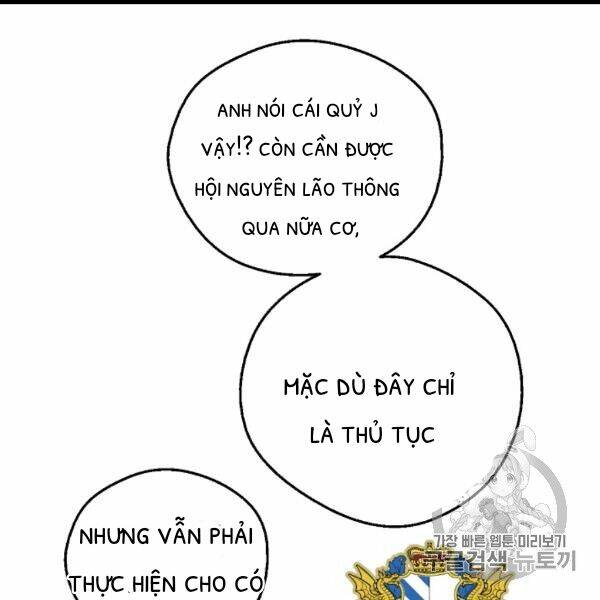 ANH NÓI CÁI QUỶ J
VẬY!? CÒN CẦN ĐƯỢC
HỘI NGUYÊN LÃO THÔNG
QUA NỮA CƠ,
MẶC DÙ ĐÂY CHỈ
LÀ THỦ TỤC
NHƯNG VẪN PHẢI
THỰC HIỆN CHO CÓ
가장 빠른 웹툰 미리보기
구글검색 뉴토끼